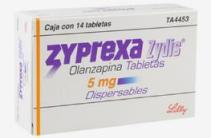 Caja con 14 tabletas
TA4453
ZYPREXA Zydis®
Olanzapina Tabletas
5 mg
Dispersables
Lilly